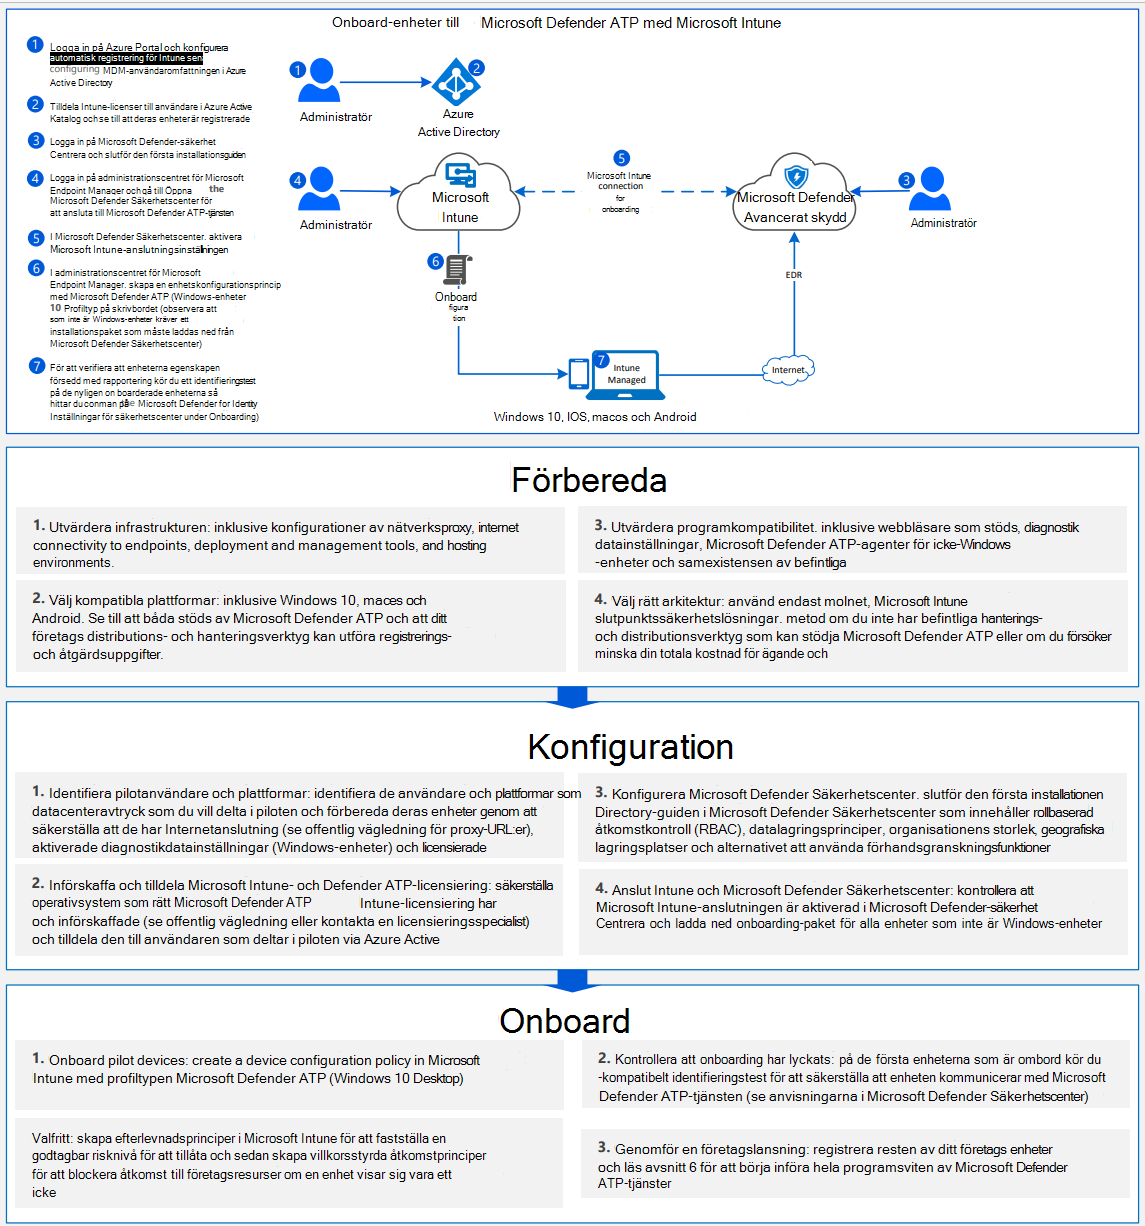 Onboard-enheter till Microsoft Defender ATP med Microsoft Intune
1 Logga in på Azure Portal och konfigurera
automatisk registrering för Intune sen
configuring MDM-användaromfattningen i Azure
Active Directory
2 Tilldela Intune-licenser till användare i Azure Active
Katalog och se till att deras enheter är registrerade
3 Logga in på Microsoft Defender-säkerhet
Centrera och slutför den första installationsguiden
4 Logga in på administrationscentret för Microsoft
Endpoint Manager och gå till Öppna the
Microsoft Defender Säkerhetscenter för
att ansluta till Microsoft Defender ATP-tjänsten
5 I Microsoft Defender Säkerhetscenter. aktivera
Microsoft Intune-anslutningsinställningen
6 I administrationscentret för Microsoft
Endpoint Manager. skapa en enhetskonfigurationsprincip
med Microsoft Defender ATP (Windows-enheter
10 Profiltyp på skrivbordet (observera att
som inte är Windows-enheter kräver ett
installationspaket som måste laddas ned från
Microsoft Defender Säkerhetscenter)
7 För att verifiera att enheterna egenskapen
försedd med rapportering kör du ett identifieringstest
på de nyligen on boarderade enheterna så
hittar du conman på the Microsoft Defender for Identity
Inställningar för säkerhetscenter under Onboarding)
1
Administratör
2
Azure
Active Directory
4
Administratör
Microsoft
Intune
5
Microsoft Intune
connection
for
onboarding
Microsoft Defender
Avancerat skydd
3
Administratör
6
Onboard
figura
tion
EDR
7
Intune
Managed
Internet
Windows 10, IOS, macos och Android
Förbereda
1. Utvärdera infrastrukturen: inklusive konfigurationer av nätverksproxy, internet
connectivity to endpoints, deployment and management tools, and hosting
environments.
2. Välj kompatibla plattformar: inklusive Windows 10, maces och
Android. Se till att båda stöds av Microsoft Defender ATP och att ditt
företags distributions- och hanteringsverktyg kan utföra registrerings-
och åtgärdsuppgifter.
3. Utvärdera programkompatibilitet. inklusive webbläsare som stöds, diagnostik
datainställningar, Microsoft Defender ATP-agenter för icke-Windows
-enheter och samexistensen av befintliga
4. Välj rätt arkitektur: använd endast molnet, Microsoft Intune
slutpunktssäkerhetslösningar. metod om du inte har befintliga hanterings-
och distributionsverktyg som kan stödja Microsoft Defender ATP eller om du försöker
minska din totala kostnad för ägande och
Konfiguration
1. Identifiera pilotanvändare och plattformar: identifiera de användare och plattformar som
datacenteravtryck som du vill delta i piloten och förbereda deras enheter genom att
säkerställa att de har Internetanslutning (se offentlig vägledning för proxy-URL:er),
aktiverade diagnostikdatainställningar (Windows-enheter) och licensierade
2. Införskaffa och tilldela Microsoft Intune- och Defender ATP-licensiering: säkerställa
operativsystem som rätt Microsoft Defender ATP Intune-licensiering har
och införskaffade (se offentlig vägledning eller kontakta en licensieringsspecialist)
och tilldela den till användaren som deltar i piloten via Azure Active
3. Konfigurera Microsoft Defender Säkerhetscenter. slutför den första installationen
Directory-guiden i Microsoft Defender Säkerhetscenter som innehåller rollbaserad
åtkomstkontroll (RBAC), datalagringsprinciper, organisationens storlek, geografiska
lagringsplatser och alternativet att använda förhandsgranskningsfunktioner
4. Anslut Intune och Microsoft Defender Säkerhetscenter: kontrollera att
Microsoft Intune-anslutningen är aktiverad i Microsoft Defender-säkerhet
Centrera och ladda ned onboarding-paket för alla enheter som inte är Windows-enheter
Onboard
1. Onboard pilot devices: create a device configuration policy in Microsoft
Intune med profiltypen Microsoft Defender ATP (Windows 10 Desktop)
Valfritt: skapa efterlevnadsprinciper i Microsoft Intune för att fastställa en
godtagbar risknivå för att tillåta och sedan skapa villkorsstyrda åtkomstprinciper
för att blockera åtkomst till företagsresurser om en enhet visar sig vara ett
icke
2. Kontrollera att onboarding har lyckats: på de första enheterna som är ombord kör du
-kompatibelt identifieringstest för att säkerställa att enheten kommunicerar med Microsoft
Defender ATP-tjänsten (se anvisningarna i Microsoft Defender Säkerhetscenter)
3. Genomför en företagslansning: registrera resten av ditt företags enheter
och läs avsnitt 6 för att börja införa hela programsviten av Microsoft Defender
ATP-tjänster